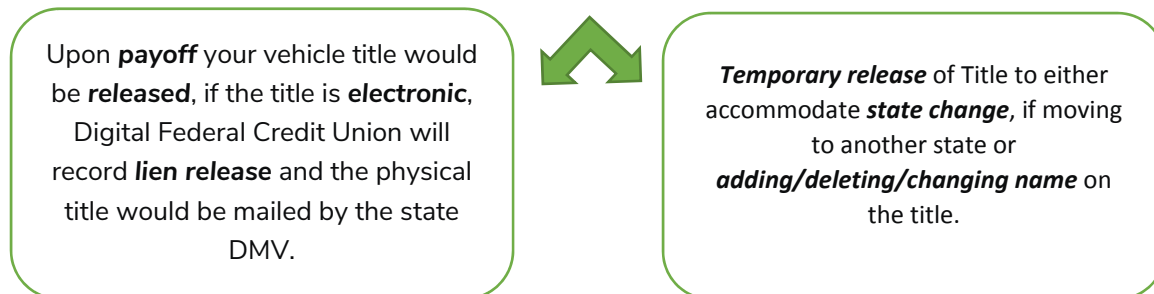 Upon payoff your vehicle title would
be released, if the title is electronic,
Digital Federal Credit Union will
record lien release and the physical
title would be mailed by the state
DMV.
Temporary release of Title to either
accommodate state change, if moving
to another state or
adding/deleting/changing name on
the title.